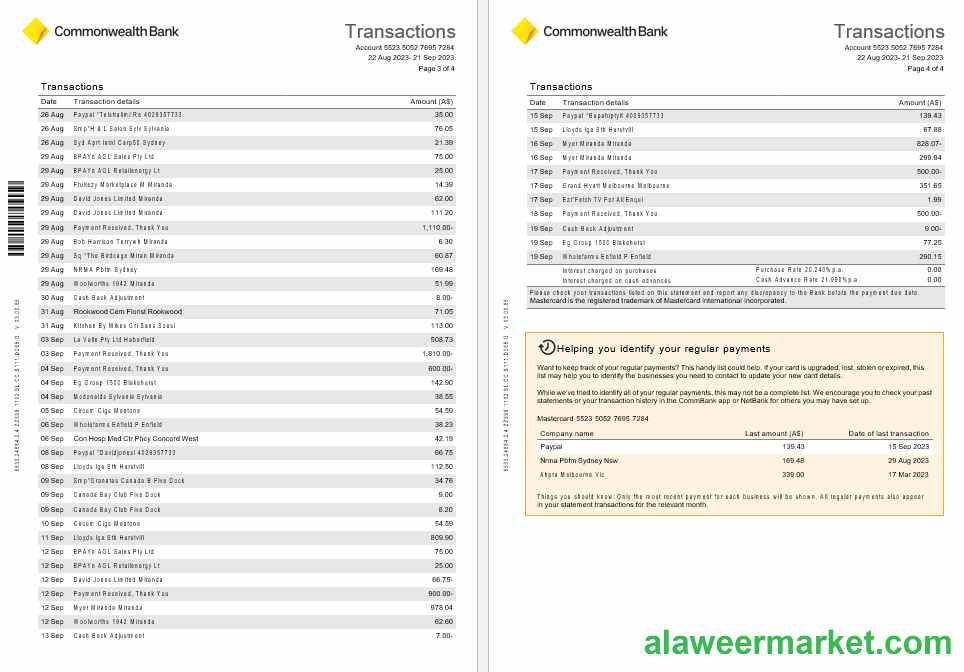 CommonwealthBank
Transactions
Account 5523 5052 7695 7284
22 Aug 2023- 21 Sep 2023
Page 3 of 4
Transactions
Date Transaction details Amount (A$)
26 Aug 35.00
26 Aug Smp*H & L Salon Sylv Sylvania 76.05
26 Aug Syd Aprt Intnl Carp50 Sydney 21.39
29 Aug BPAYn AGL Sales Pty Ltd 75.00
29 Aug BPAYn AGL Retailenergy Lt 25.00
29 Aug Fruitezy Marketplace M Miranda 14.39
29 Aug David Jones Limited Miranda 62.00
29 Aug David Jones Limited Miranda 111.20
29 Aug Payment Received, Thank You 1,110.00-
29 Aug Bob Harrison Terrywh Miranda 6.30
29 Aug Sq *The Birdcage Miran Miranda 60.87
29 Aug NRMA Pbfm Sydney 169.48
29 Aug Woolworths 1942 Miranda 51.99
30 Aug Cash Back Adjustment 8.00-
31 Aug Rookwood Cem Florist Rookwood 71.05
31 Aug Kitchen By Mikes Gri Sans Souci 113.00
03 Sep La Valle Pty Ltd Haberfield 508.73
03 Sep Payment Received, Thank You 1,810.00-
04 Sep Payment Received, Thank You 600.00-
04 Sep Eg Group 1500 Blakehurst 142.90
04 Sep Mcdonalds Sylvania Sylvania 38.55
05 Sep Circum Cigs Montone 54.59
06 Sep Wholefarms Enfield P Enfield 38.23
06 Sep Con Hosp Med Ctr Phcy Concord West 42.19
08 Sep Paypal *Davidjonesl 4029357733 66.75
08 Sep Lloyds Iga Sth Hurstvill 112.50
09 Sep Smp*Granatas Canada B Five Dock 34.76
09 Sep Canada Bay Club Five Dock 9.00
09 Sep Canada Bay Club Five Dock 8.20
10 Sep Circum Cigs Montone 54.59
11 Sep Lloyds Iga Sth Hurstvill 809.90
12 Sep BPAYn AGL Sales Pty Ltd 75.00
12 Sep BPAYn AGL Retailenergy Lt 25.00
12 Sep David Jones Limited Miranda 66.75-
12 Sep Payment Received, Thank You 900.00-
12 Sep Myer Miranda Miranda 978.04
12 Sep Woolworths 1942 Miranda 62.60
13 Sep Cash Back Adjustment 7.00-
CommonwealthBank
Transactions
Account 5523 5052 7695 7284
22 Aug 2023- 21 Sep 2023
Page 4 of 4
Transactions
Date Transaction details Amount (A$)
15 Sep Paypal 4029357733 139.43
15 Sep Lloyds Iga Sth Hurstvill 67.88
16 Sep Myer Miranda Miranda 828.07-
16 Sep Myer Miranda Miranda 299.94
17 Sep Payment Received, Thank You 500.00-
17 Sep Grand Hyatt Melbourne Melbourne 351.65
17 Sep Ezi*Fetch TV For All Enqui 1.99
18 Sep Payment Received, Thank You 500.00-
19 Sep Cash Back Adjustment 9.00-
19 Sep Eg Group 1500 Blakehurst 77.25
19 Sep Wholefarms Enfield P Enfield 290.15
Interest charged on purchases Purchase Rate 20.240%p.a. 0.00
Interest charged on cash advances Cash Advance Rate 21.990%p.a. 0.00
Please check your transactions listed on this statement and report any discrepancy to the Bank before the payment due date.
Mastercard is the registered trademark of Mastercard International Incorporated.
Helping you identify your regular payments
Want to keep track of your regular payments? This handy list could help. If your card is upgraded, lost, stolen or expired, this
list may help you to identify the businesses you need to contact to update your new card details.
While we've tried to identify all of your regular payments, this may not be a complete list. We encourage you to check your past
statements or your transaction history in the CommBank app or NetBank for others you may have set up.
Mastercard 5523 5052 7695 7284
Company name Last amount (A$) Date of last transaction
Paypal 139.43 15 Sep 2023
Nrma Pbfm Sydney Nsw 169.48 29 Aug 2023
Ahpra Melbourne Vic 339.00 17 Mar 2023
Things you should know: Only the most recent payment for each business will be shown. All regular payments also appear
in your statement transactions for the relevant month.
alaweermarket.com